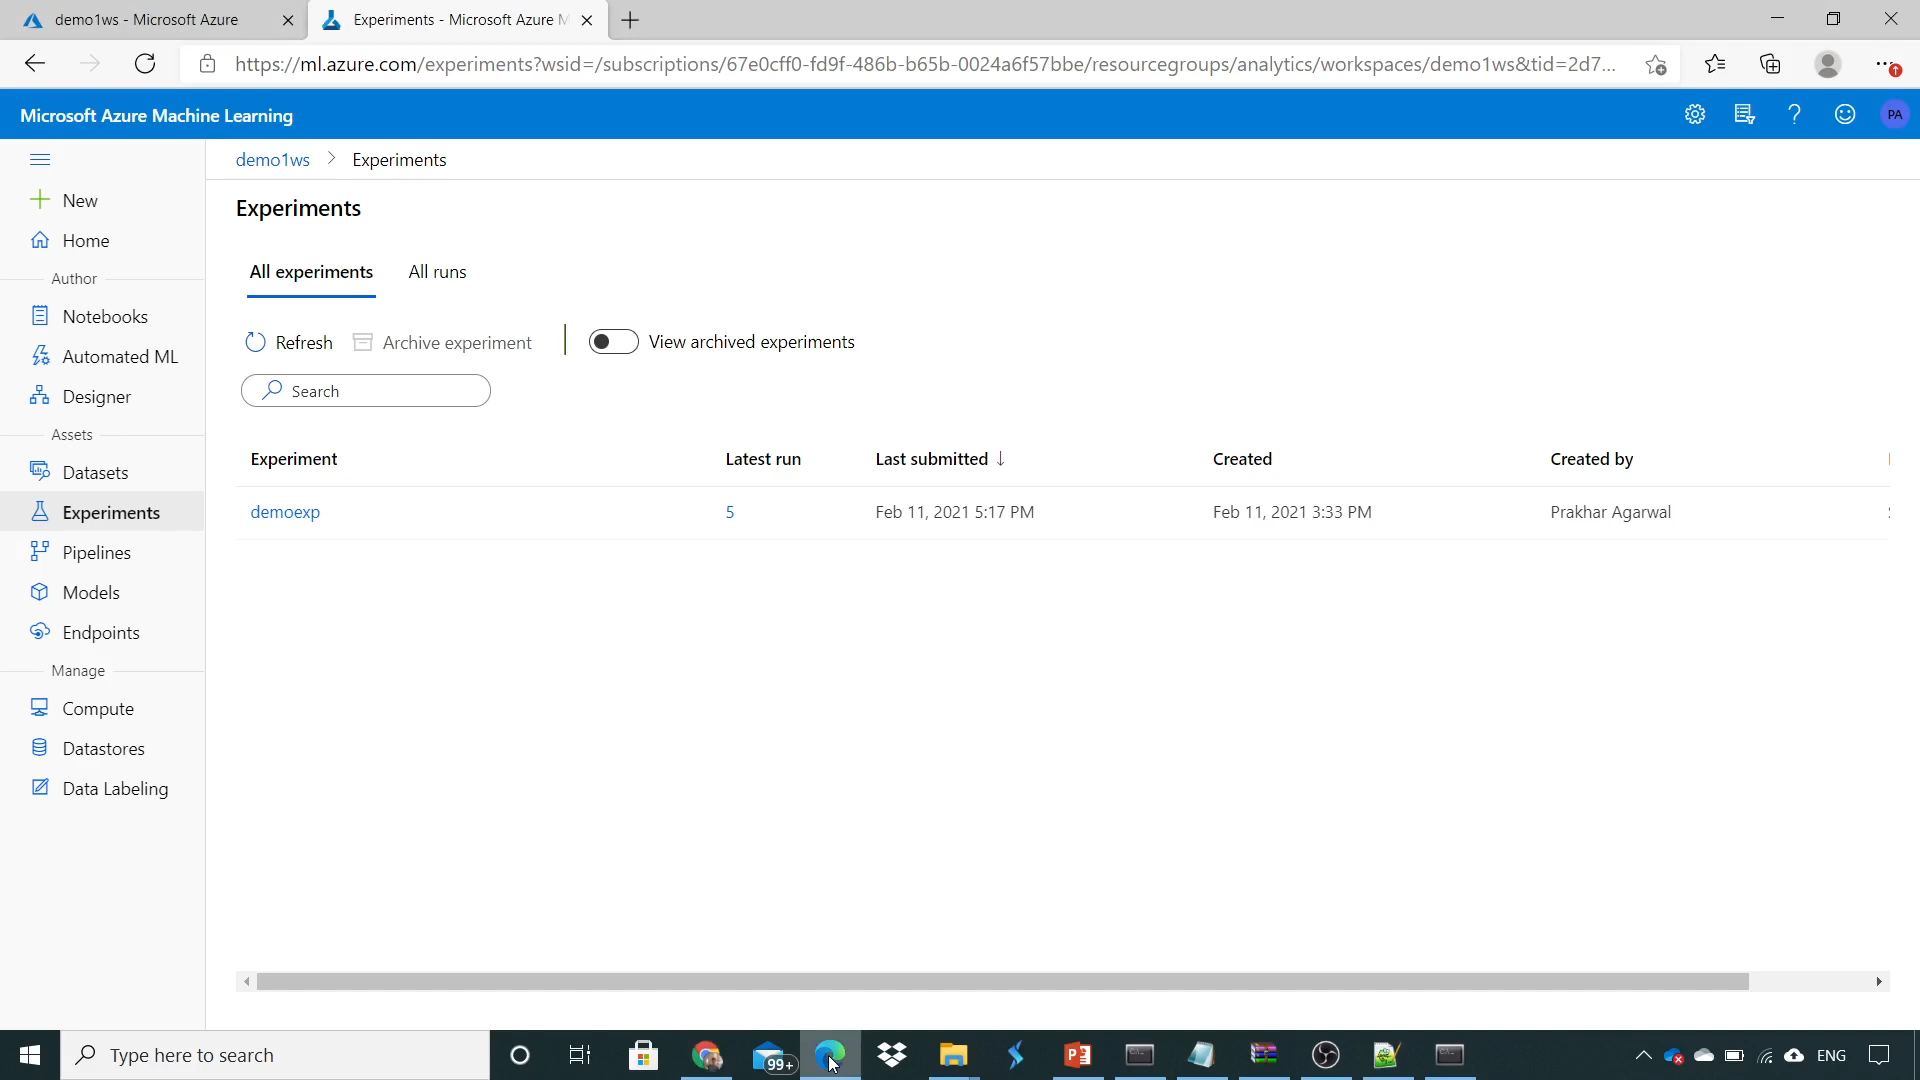 demo1ws - Microsoft Azure
Experiments - Microsoft Azure M
https://ml.azure.com/experiments?wsid=/subscriptions/67e0cff0-fd9f-486b-b65b-0024a6f57bbe/resourcegroups/analytics/workspaces/demo1ws&tid=2d7...
Microsoft Azure Machine Learning
PA
demo1ws > Experiments
New
Home
Author
Notebooks
Automated ML
Designer
Assets
Datasets
Experiments
Pipelines
Models
Endpoints
Manage
Compute
Datastores
Data Labeling
Experiments
All experiments All runs
Refresh Archive experiment View archived experiments
Search
Experiment Latest run Last submitted ↓ Created Created by
demoexp 5 Feb 11, 2021 5:17 PM Feb 11, 2021 3:33 PM Prakhar Agarwal
Type here to search
99+
ENG